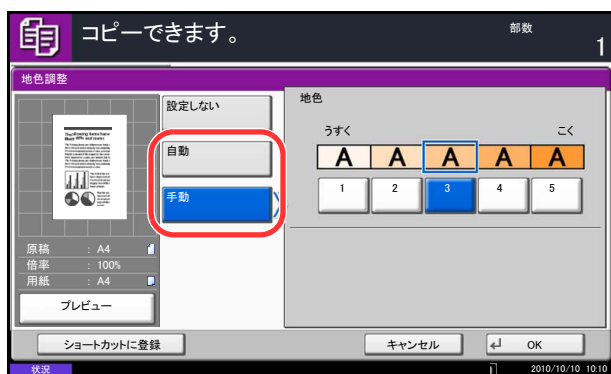 コピーできます。
部数
1
地色調整
設定しない
自動
手動
地色
うすく
こく
A A A A A
1 2 3 4 5
原稿 : A4
倍率 : 100%
用紙 : A4
プレビュー
ショートカットに登録
キャンセル
OK
状況
2010/10/10 10:10